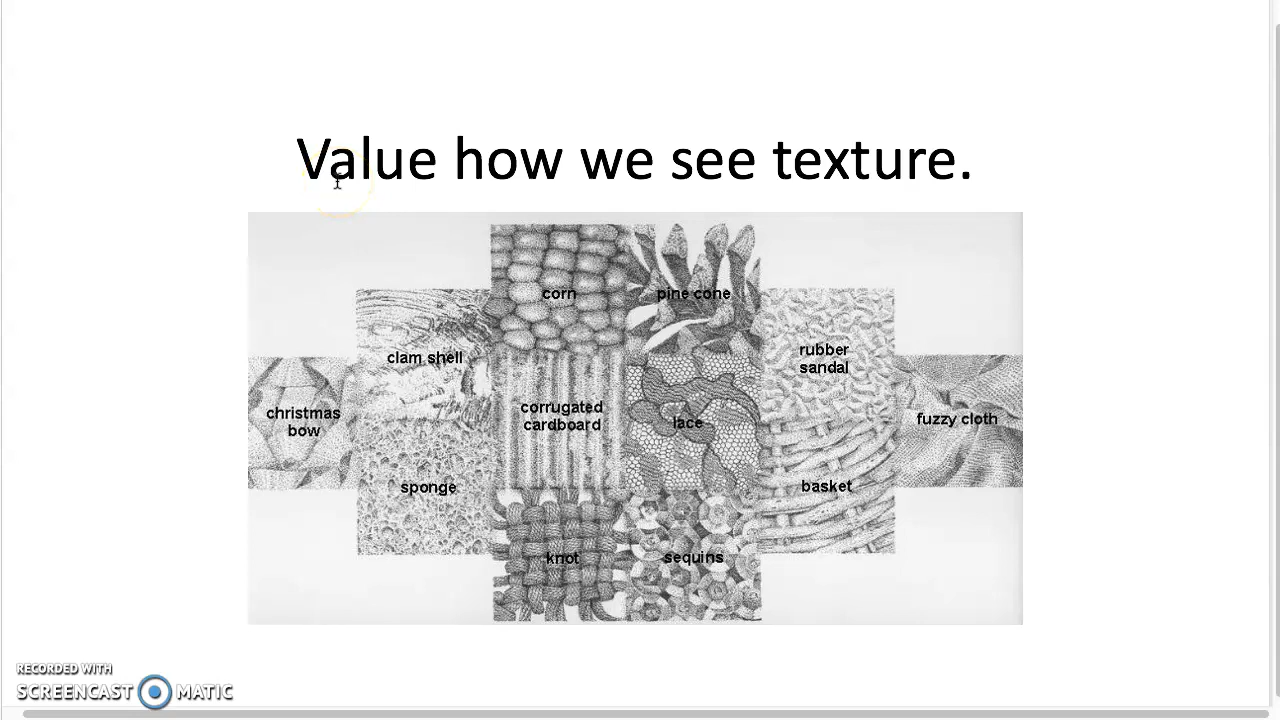 Value how we see texture.
corn
pine cone
clam shell
rubber
sandal
christmas
bow
corrugated
cardboard
lace
fuzzy cloth
sponge
basket
knot
sequins
RECORDED WITH
SCREENCAST MATIC